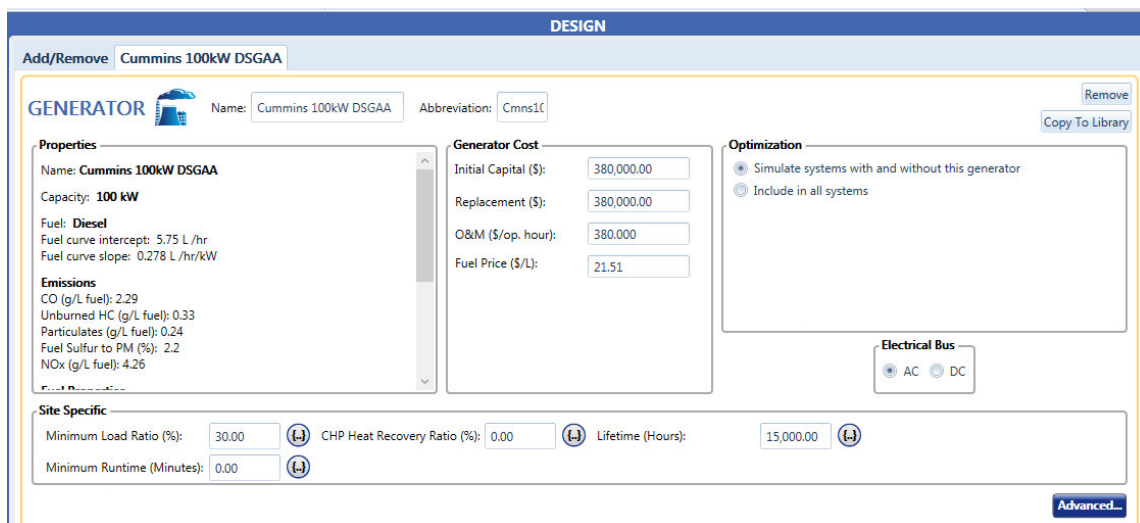 DESIGN
Add/Remove Cummins 100kW DSGAA
GENERATOR Name: Cummins 100kW DSGAA Abbreviation: Cmns1(
Remove
Copy To Library
Properties
Name: Cummins 100kW DSGAA
Capacity: 100 kW
Fuel: Diesel
Fuel curve intercept: 5.75 L /hr
Fuel curve slope: 0.278 L /hr/kW
Emissions
CO (g/L fuel): 2.29
Unburned HC (g/L fuel): 0.33
Particulates (g/L fuel): 0.24
Fuel Sulfur to PM (%): 2.2
NOx (g/L fuel): 4.26
Generator Cost
Initial Capital ($): 380,000.00
Replacement ($): 380,000.00
O&M ($/op. hour): 380.000
Fuel Price ($/L): 21.51
Optimization
Simulate systems with and without this generator
Include in all systems
Electrical Bus
AC DC
Site Specific
Minimum Load Ratio (%): 30.00 {..} CHP Heat Recovery Ratio (%): 0.00 {..} Lifetime (Hours): 15,000.00 {..}
Minimum Runtime (Minutes): 0.00 {..}
Advanced...